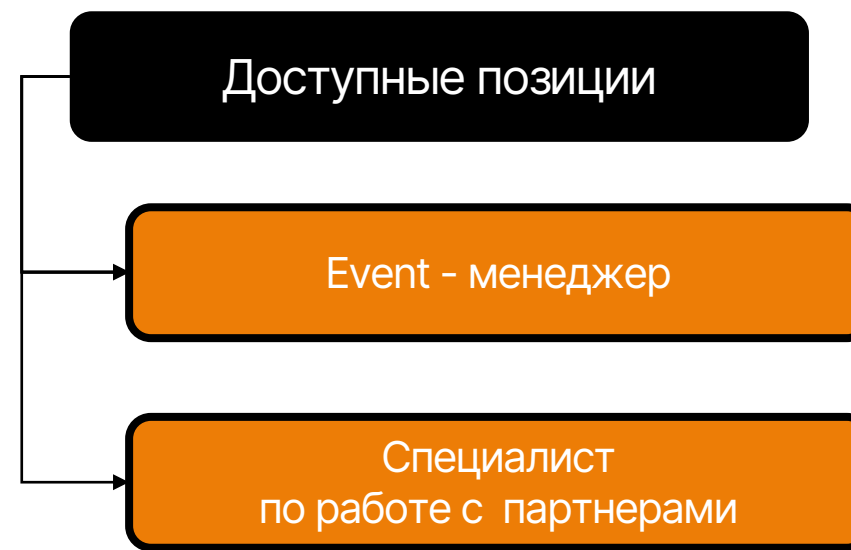 Доступные позиции
Event - менеджер
Специалист
по работе с  партнерами